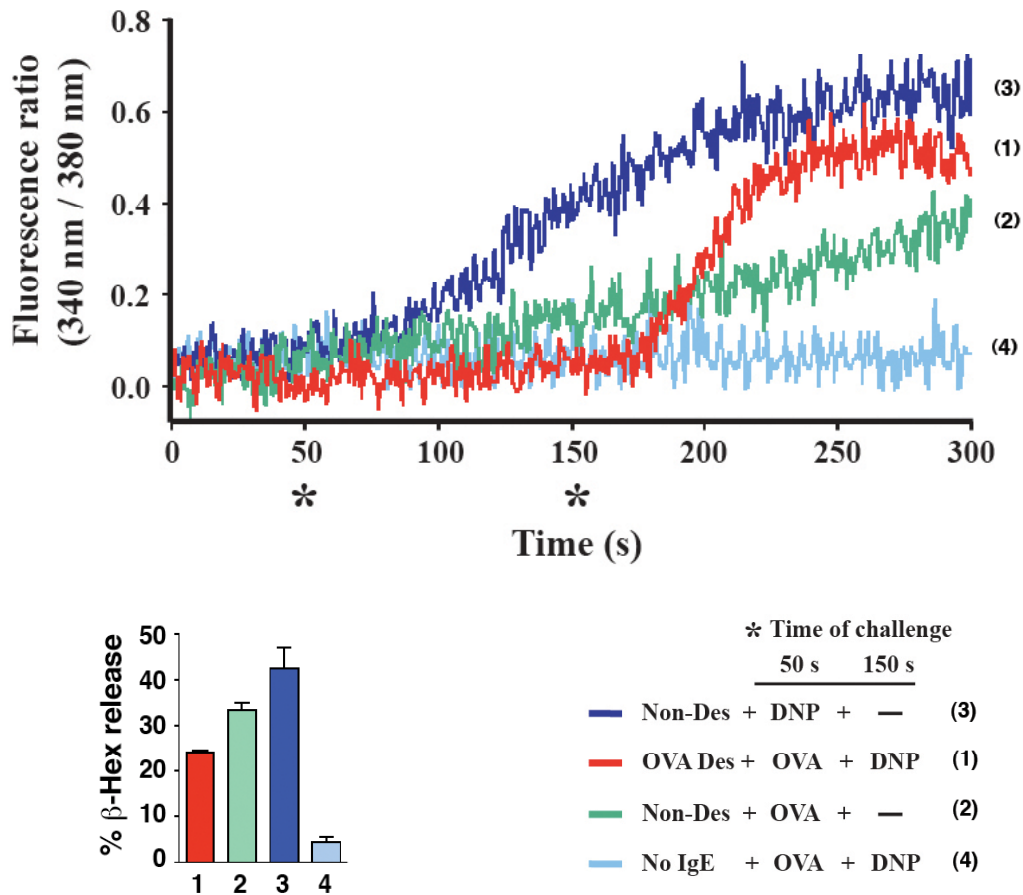 Fluorescence ratio
(340 nm / 380 nm)
0.8
0.6
0.4
0.2
0.0
(3)
(1)
(2)
(4)
0 50 100 150 200 250 300
* *
Time (s)
% β-Hex release
50
40
30
20
10
0
1 2 3 4
* Time of challenge
50 s 150 s
Non-Des + DNP + — (3)
OVA Des + OVA + DNP (1)
Non-Des + OVA + — (2)
No IgE + OVA + DNP (4)